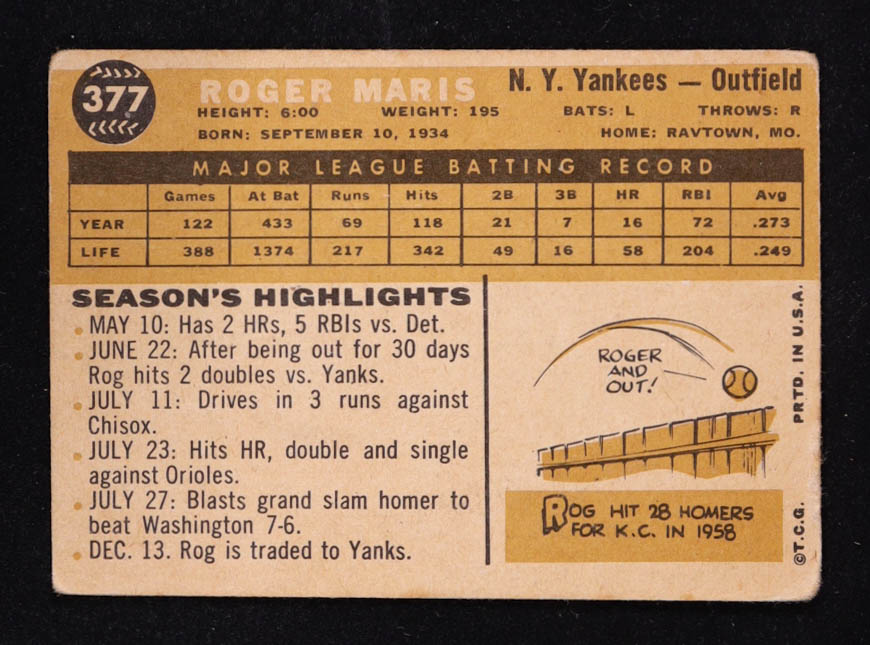 377
ROGER MARIS N. Y. Yankees — Outfield
HEIGHT: 6:00 WEIGHT: 195 BATS: L THROWS: R
BORN: SEPTEMBER 10, 1934 HOME: RAVTOWN, MO.
MAJOR LEAGUE BATTING RECORD
Games At Bat Runs Hits 2B 3B HR RBI Avg
YEAR 122 433 69 118 21 7 16 72 .273
LIFE 388 1374 217 342 49 16 58 204 .249
SEASON'S HIGHLIGHTS
MAY 10: Has 2 HRs, 5 RBIs vs. Det.
JUNE 22: After being out for 30 days
Rog hits 2 doubles vs. Yanks.
JULY 11: Drives in 3 runs against
Chisox.
JULY 23: Hits HR, double and single
against Orioles.
JULY 27: Blasts grand slam homer to
beat Washington 7-6.
DEC. 13. Rog is traded to Yanks.
ROGER
AND
OUT!
ROG HIT 28 HOMERS
FOR K.C. IN 1958
PRTD. IN U.S.A.
©T.C.G.